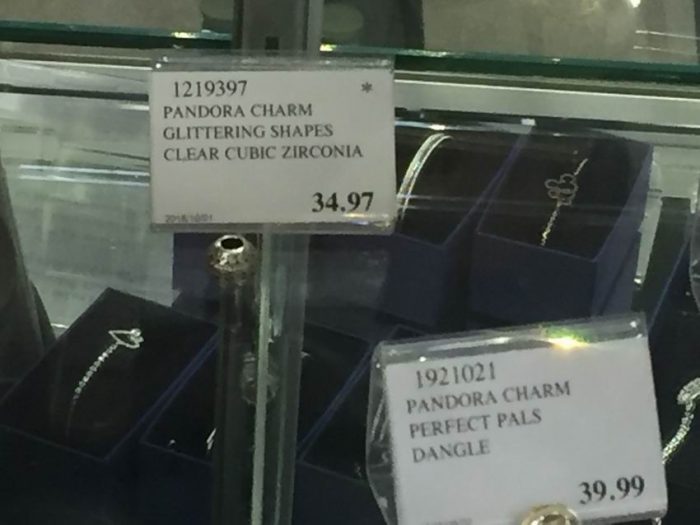 1219397 *
PANDORA CHARM
GLITTERING SHAPES
CLEAR CUBIC ZIRCONIA
34.97
2018/10/01
1921021
PANDORA CHARM
PERFECT PALS
DANGLE
39.99